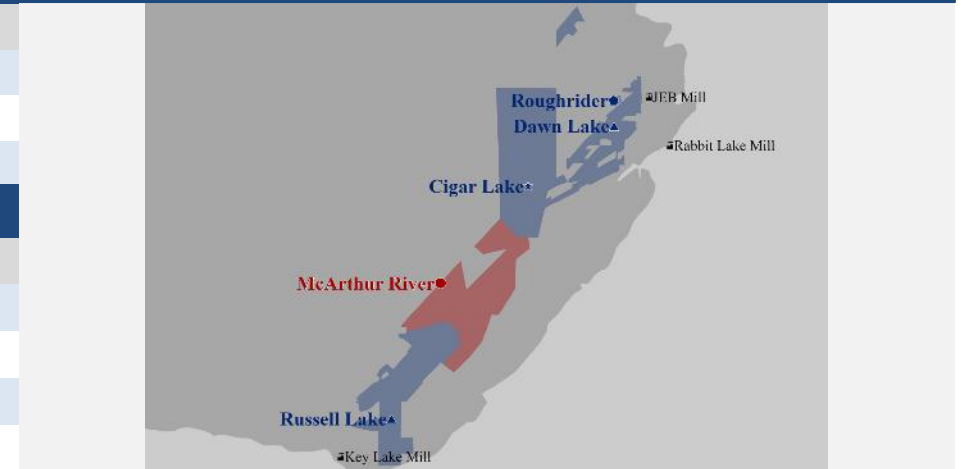 Roughrider
JEB Mill
Dawn Lake
Rabbit Lake Mill
Cigar Lake
McArthur River
Russell Lake
Key Lake Mill